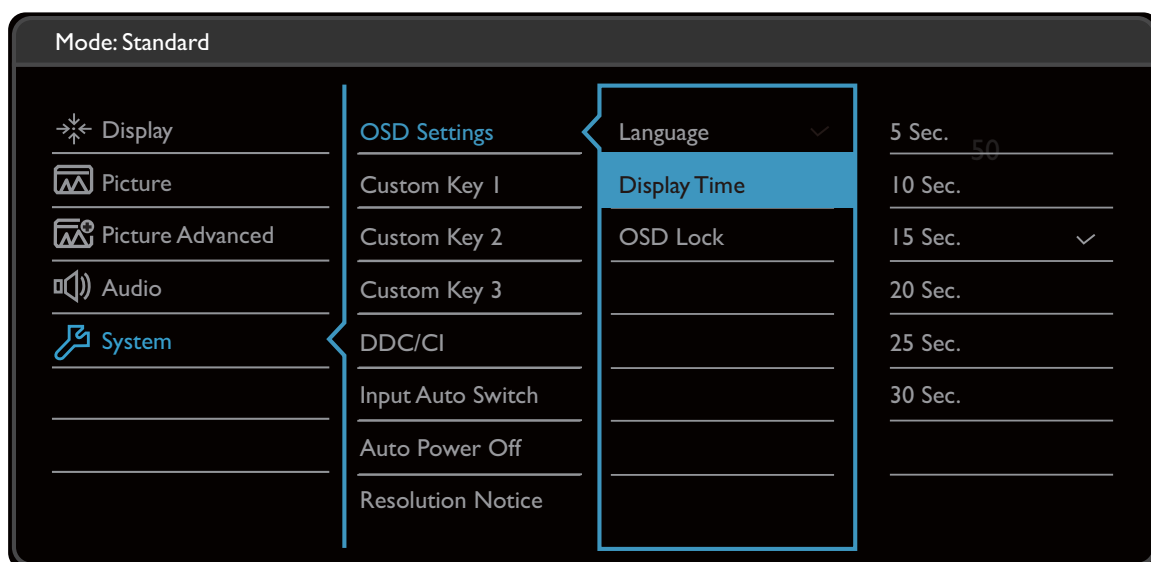 Mode: Standard
Display
Picture
Picture Advanced
Audio
System
OSD Settings
Custom Key 1
Custom Key 2
Custom Key 3
DDC/CI
Input Auto Switch
Auto Power Off
Resolution Notice
Language
Display Time
OSD Lock
5 Sec.
50
10 Sec.
15 Sec.
20 Sec.
25 Sec.
30 Sec.